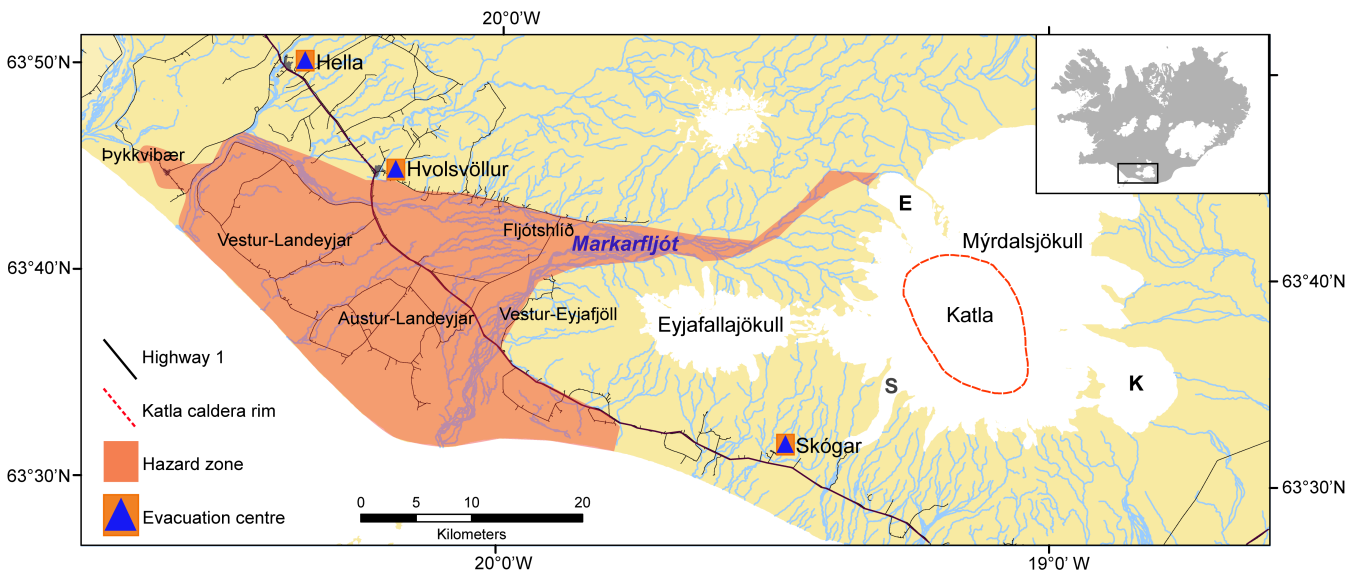 20°0'W
63°50'N
Hella
Þykkvibær
Hvolsvöllur
E
Fljótshlíð
Vestur-Landeyjar
Markarfljót
Mýrdalsjökull
63°40'N
63°40'N
Katla
Vestur-Eyjafjöll
Austur-Landeyjar
Eyjafallajökull
Highway 1
S
K
Katla caldera rim
Skógar
Hazard zone
63°30'N
63°30'N
0 5 10 20
Evacuation centre
Kilometers
20°0'W
19°0' W